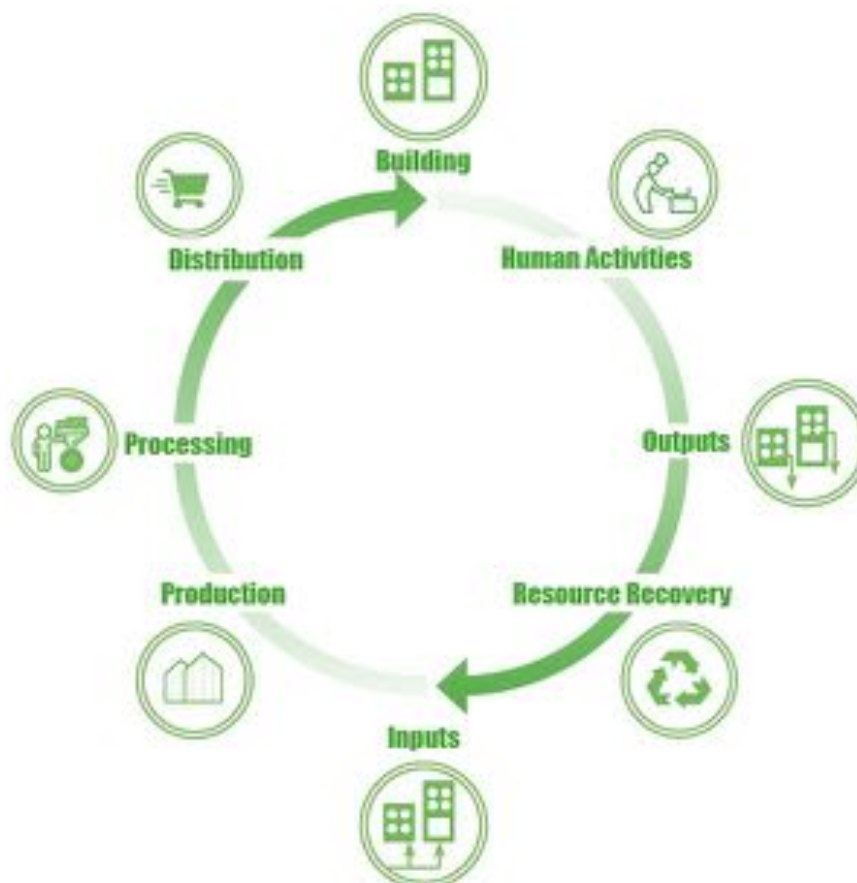 Building
Distribution
Human Activities
Processing
Outputs
Production
Resource Recovery
Inputs